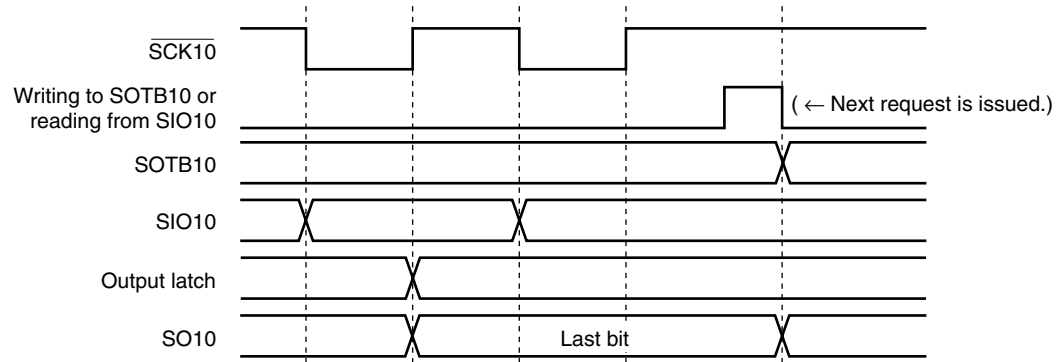 SCK10
Writing to SOTB10 or
reading from SIO10
( ← Next request is issued.)
SOTB10
SIO10
Output latch
SO10
Last bit